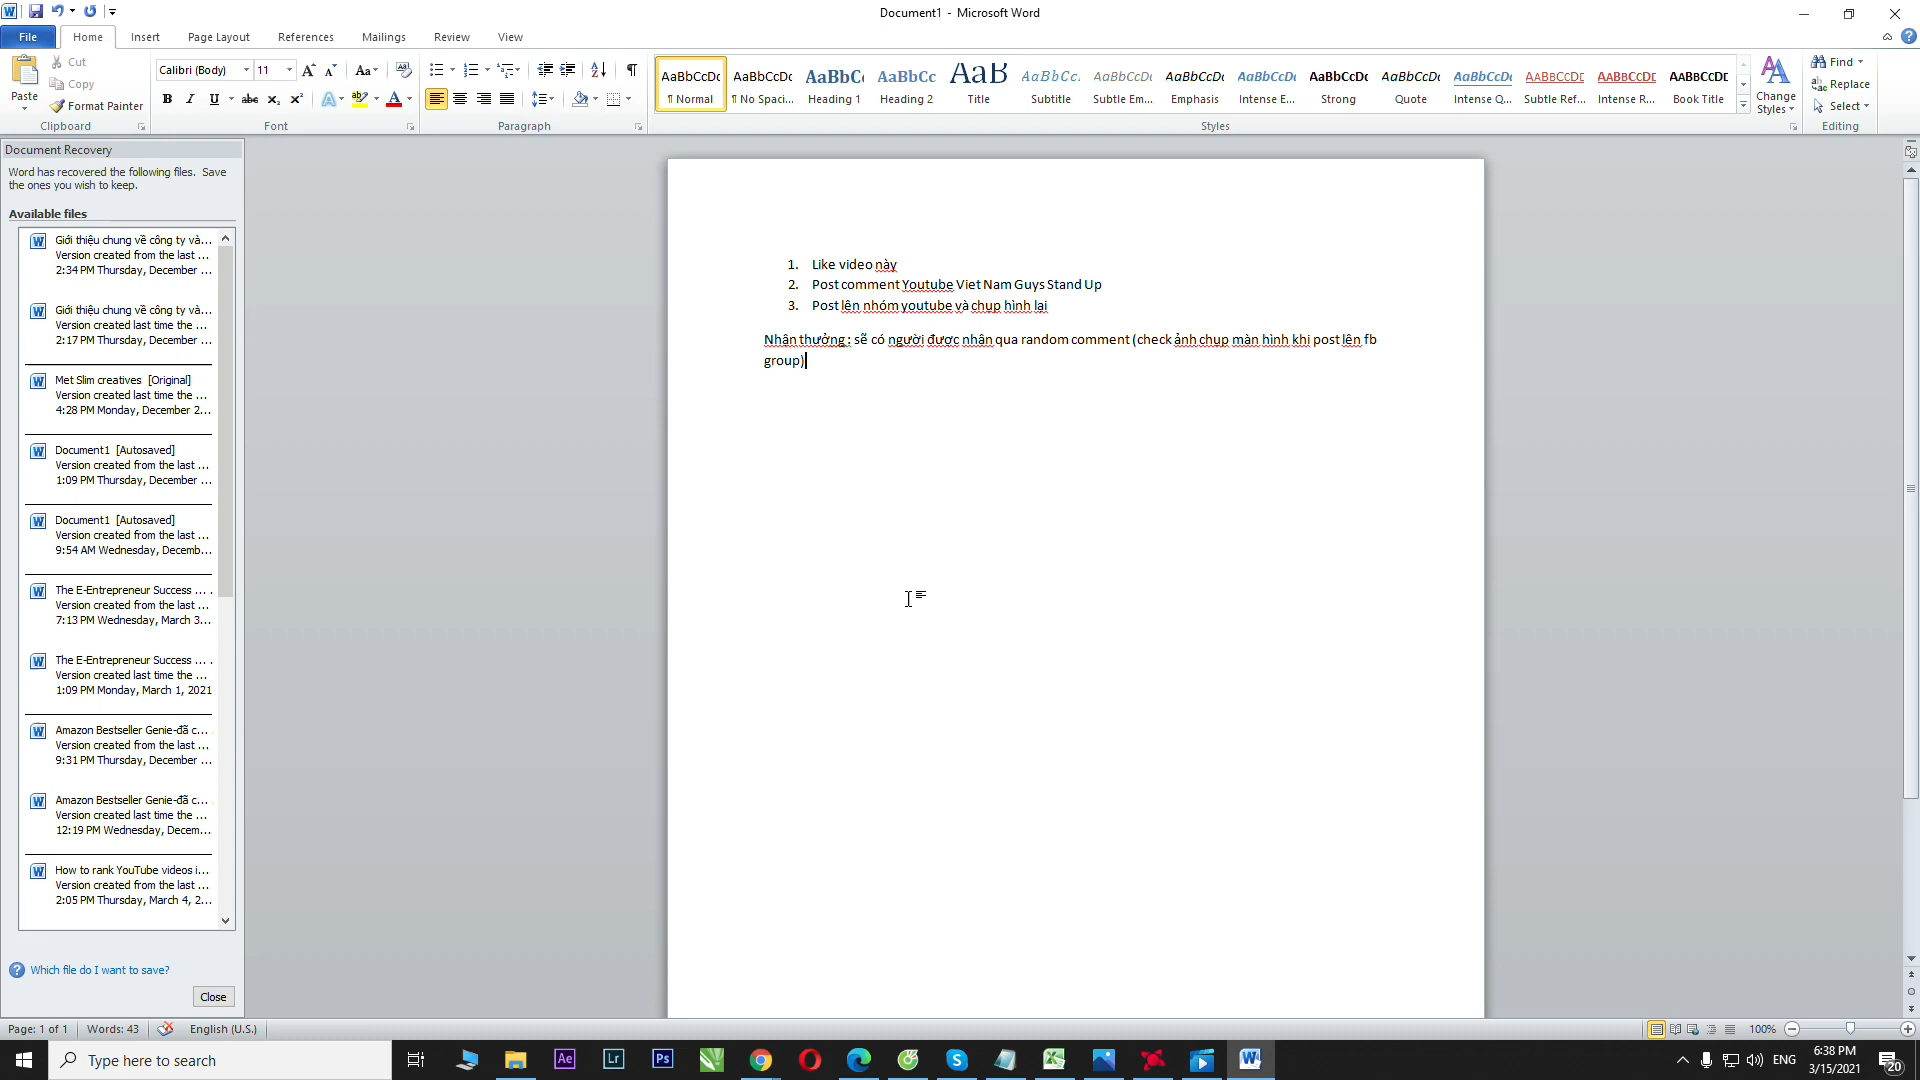 Document1 - Microsoft Word
File Home Insert Page Layout References Mailings Review View
Paste
Cut
Copy
Format Painter
Clipboard
Calibri (Body) 11
Font
Paragraph
AaBbCcDc AaBbCcDc AaBbCc AaBbCc AaB AaBbCc. AaBbCcDc AaBbCcDc AaBbCcDc AaBbCcDc AaBbCcDc AaBbCcDc AABBCCDE AABBCCDE AABBCCDE
¶ Normal ¶ No Spaci... Heading 1 Heading 2 Title Subtitle Subtle Em... Emphasis Intense E... Strong Quote Intense Q... Subtle Ref... Intense R... Book Title
Change Styles
Styles
Find
Replace
Select
Editing
Document Recovery
Word has recovered the following files. Save
the ones you wish to keep.
Available files
Giới thiệu chung về công ty và...
Version created from the last ...
2:34 PM Thursday, December ...
Giới thiệu chung về công ty và...
Version created last time the ...
2:17 PM Thursday, December ...
Met Slim creatives [Original]
Version created last time the ...
4:28 PM Monday, December 2...
Document1 [Autosaved]
Version created from the last ...
1:09 PM Thursday, December ...
Document1 [Autosaved]
Version created from the last ...
9:54 AM Wednesday, Decemb...
The E-Entrepreneur Success ... .
Version created from the last ...
7:13 PM Wednesday, March 3...
The E-Entrepreneur Success ... .
Version created last time the ...
1:09 PM Monday, March 1, 2021
Amazon Bestseller Genie-đã c... .
Version created from the last ...
9:31 PM Thursday, December ...
Amazon Bestseller Genie-đã c... .
Version created last time the ...
12:19 PM Wednesday, Decem...
How to rank YouTube videos i...
Version created from the last ...
2:05 PM Thursday, March 4, 2...
Which file do I want to save?
Close
1. Like video này
2. Post comment Youtube Viet Nam Guys Stand Up
3. Post lên nhóm youtube và chụp hình lại
Nhận thưởng : sẽ có người được nhận qua random comment (check ảnh chụp màn hình khi post lên fb
group)
Page: 1 of 1 Words: 43 English (U.S.) 100%
Type here to search
Ae Lr Ps
ENG
6:38 PM
3/15/2021
20